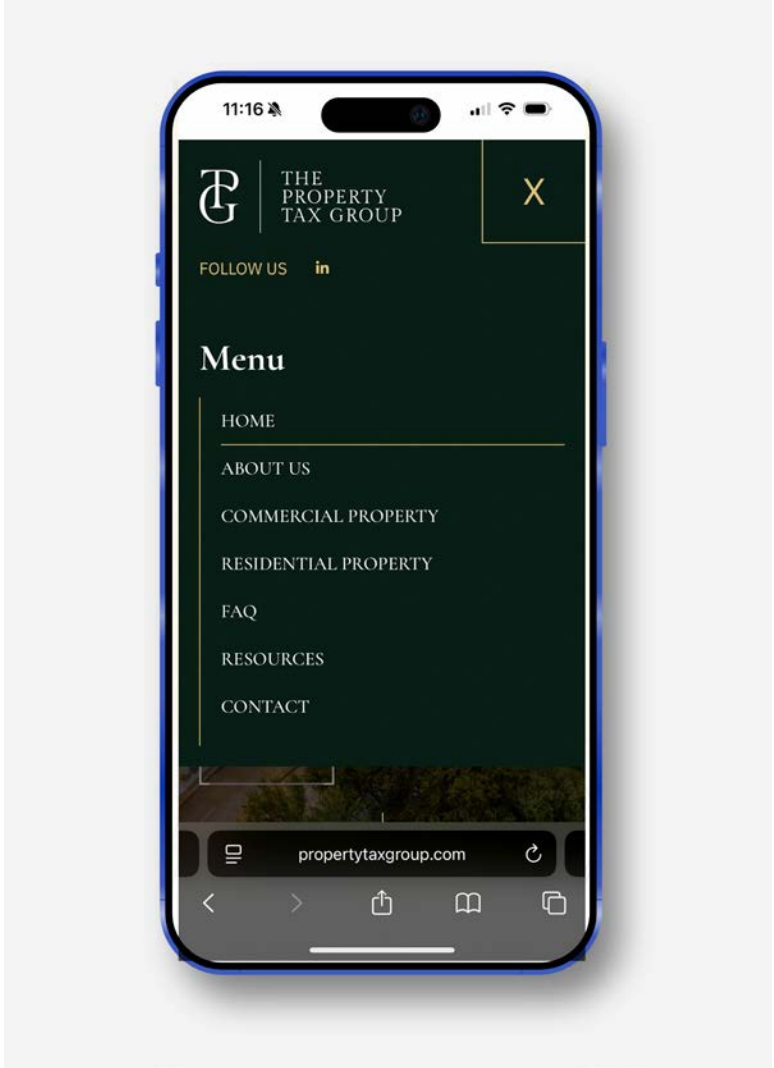 11:16
TPG
THE
PROPERTY
TAX GROUP
X
FOLLOW US in
Menu
HOME
ABOUT US
COMMERCIAL PROPERTY
RESIDENTIAL PROPERTY
FAQ
RESOURCES
CONTACT
propertytaxgroup.com